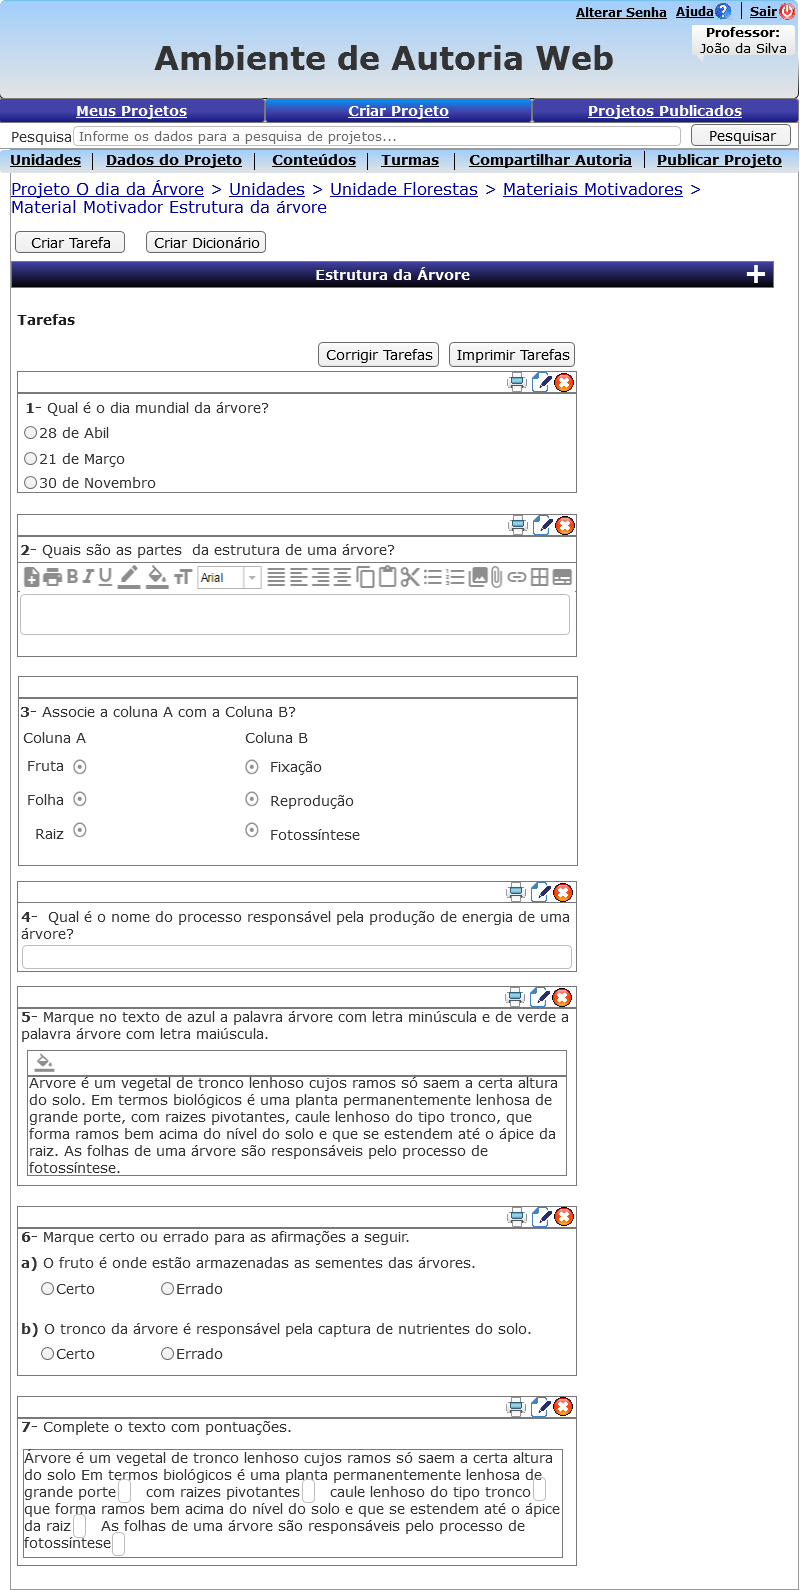 Alterar Senha Ajuda? Sair
Professor:
João da Silva
Ambiente de Autoria Web
Meus Projetos Criar Projeto Projetos Publicados
Pesquisa Informe os dados para a pesquisa de projetos... Pesquisar
Unidades | Dados do Projeto | Conteúdos | Turmas | Compartilhar Autoria | Publicar Projeto
Projeto O dia da Árvore > Unidades > Unidade Florestas > Materiais Motivadores >
Material Motivador Estrutura da árvore
Criar Tarefa Criar Dicionário
Estrutura da Árvore
Tarefas
Corrigir Tarefas Imprimir Tarefas
1- Qual é o dia mundial da árvore?
28 de Abil
21 de Março
30 de Novembro
2- Quais são as partes da estrutura de uma árvore?
B I U TT Arial
3- Associe a coluna A com a Coluna B?
Coluna A Coluna B
Fruta Fixação
Folha Reprodução
Raiz Fotossíntese
4- Qual é o nome do processo responsável pela produção de energia de uma
árvore?
5- Marque no texto de azul a palavra árvore com letra minúscula e de verde a
palavra árvore com letra maiúscula.
Árvore é um vegetal de tronco lenhoso cujos ramos só saem a certa altura
do solo. Em termos biológicos é uma planta permanentemente lenhosa de
grande porte, com raizes pivotantes, caule lenhoso do tipo tronco, que
forma ramos bem acima do nível do solo e que se estendem até o ápice da
raiz. As folhas de uma árvore são responsáveis pelo processo de
fotossíntese.
6- Marque certo ou errado para as afirmações a seguir.
a) O fruto é onde estão armazenadas as sementes das árvores.
Certo Errado
b) O tronco da árvore é responsável pela captura de nutrientes do solo.
Certo Errado
7- Complete o texto com pontuações.
Árvore é um vegetal de tronco lenhoso cujos ramos só saem a certa altura
do solo Em termos biológicos é uma planta permanentemente lenhosa de
grande porte com raizes pivotantes caule lenhoso do tipo tronco
que forma ramos bem acima do nível do solo e que se estendem até o ápice
da raiz As folhas de uma árvore são responsáveis pelo processo de
fotossíntese